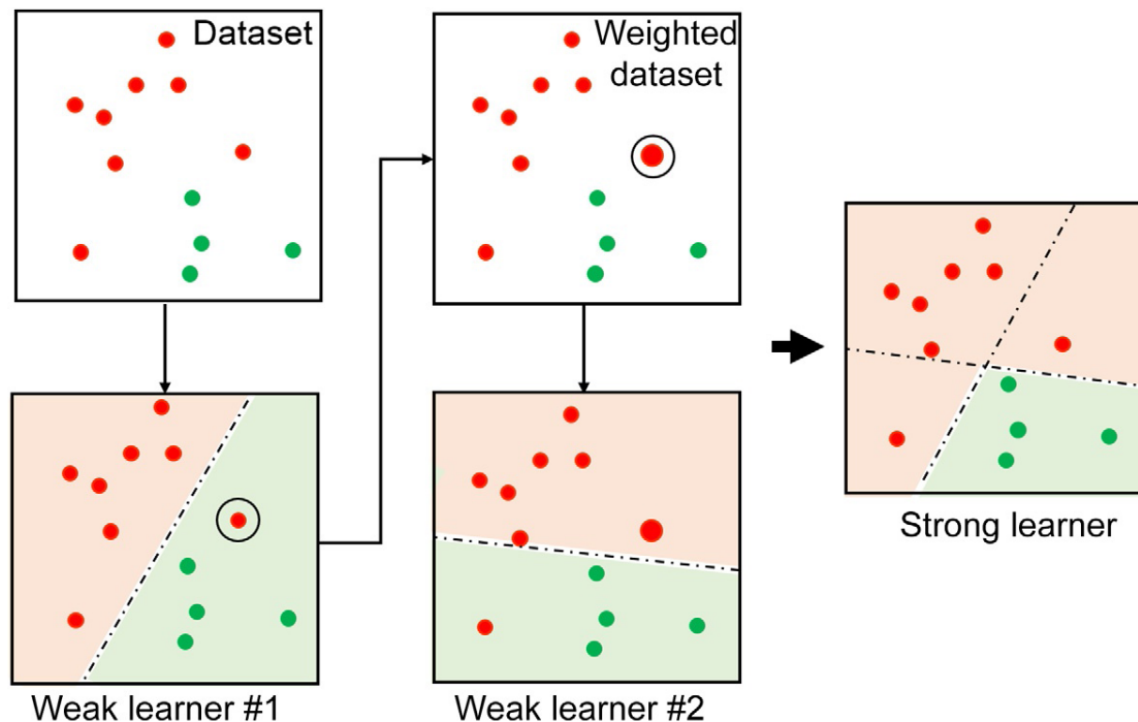 Dataset
Weighted
dataset
Weak learner #1
Weak learner #2
Strong learner